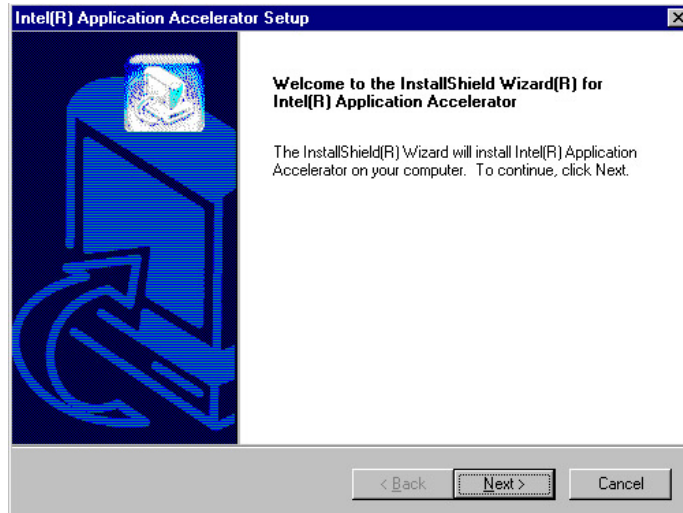 Intel(R) Application Accelerator Setup
Welcome to the InstallShield Wizard(R) for
Intel(R) Application Accelerator
The InstallShield(R) Wizard will install Intel(R) Application
Accelerator on your computer.  To continue, click Next.
< Back
Next >
Cancel